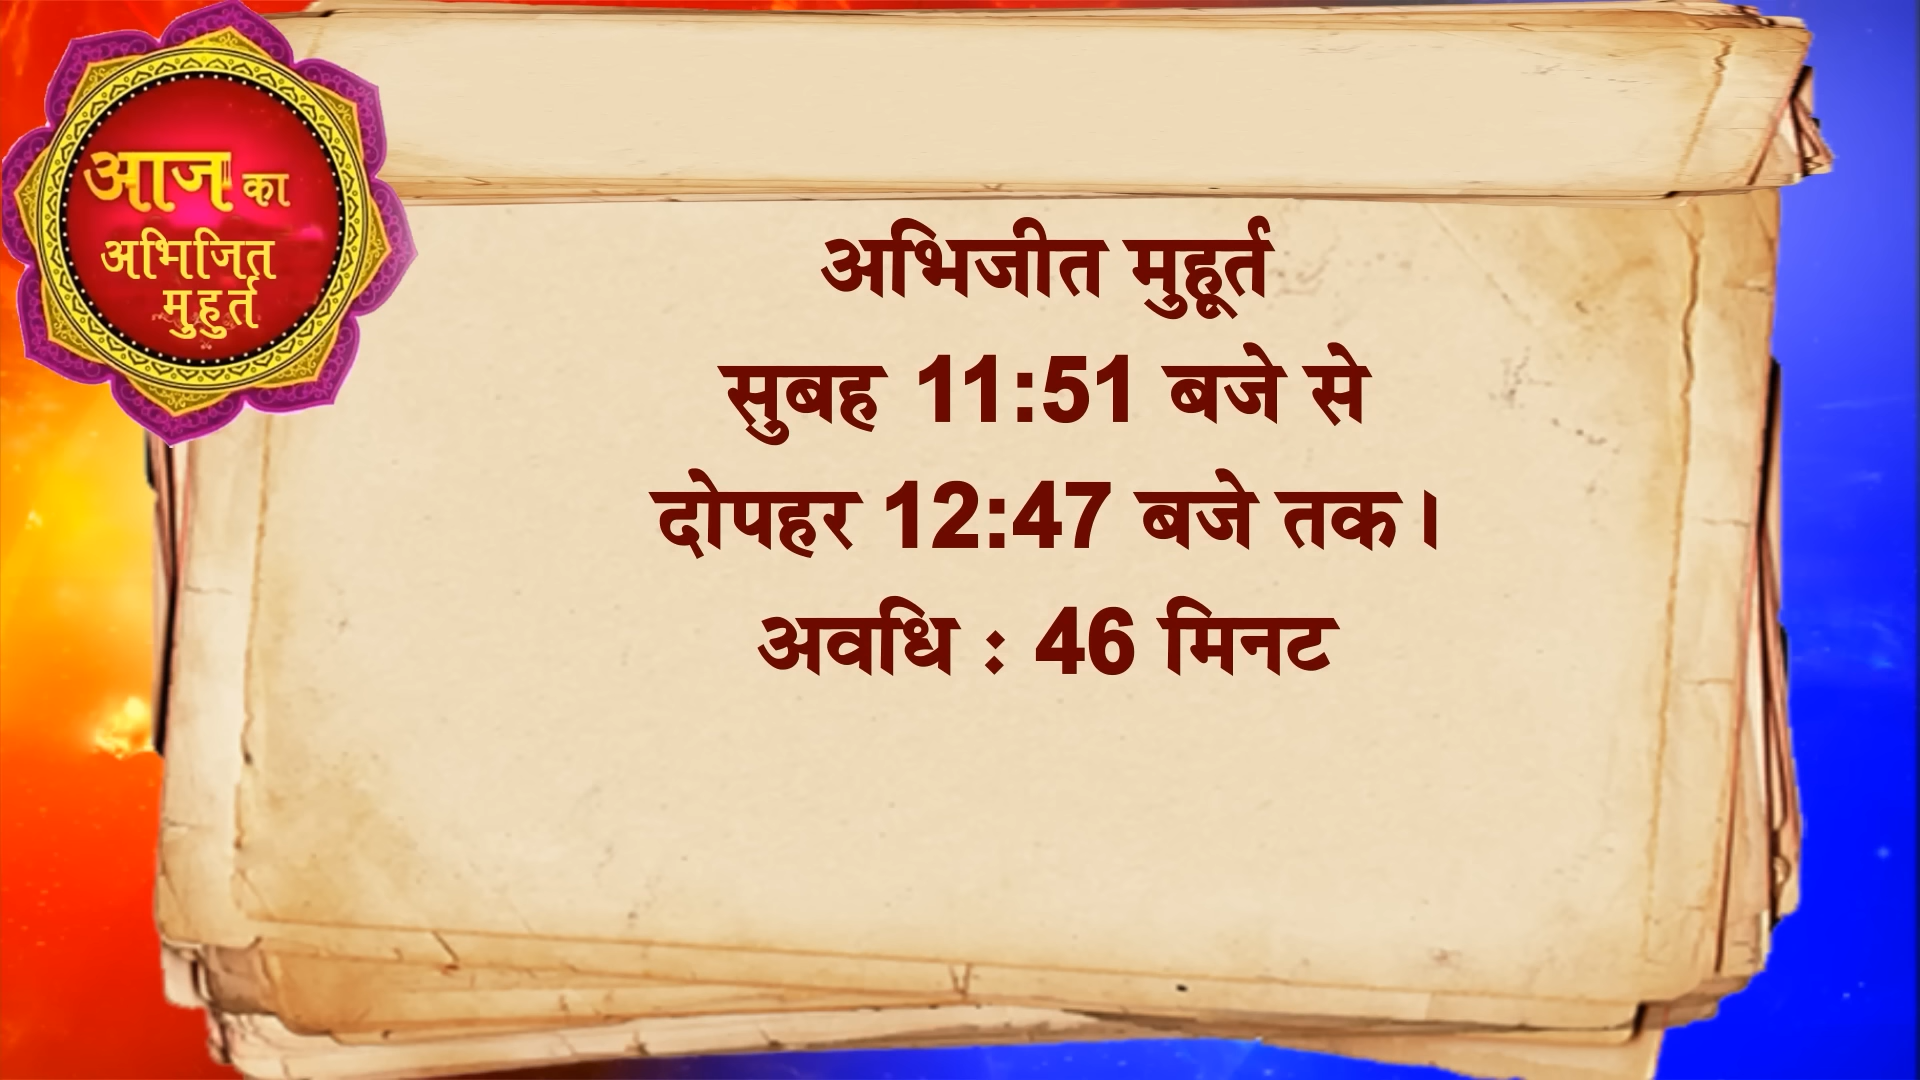 आज का
अभिजित
मुहुर्त
अभिजीत मुहूर्त
सुबह 11:51 बजे से
दोपहर 12:47 बजे तक।
अवधि : 46 मिनट